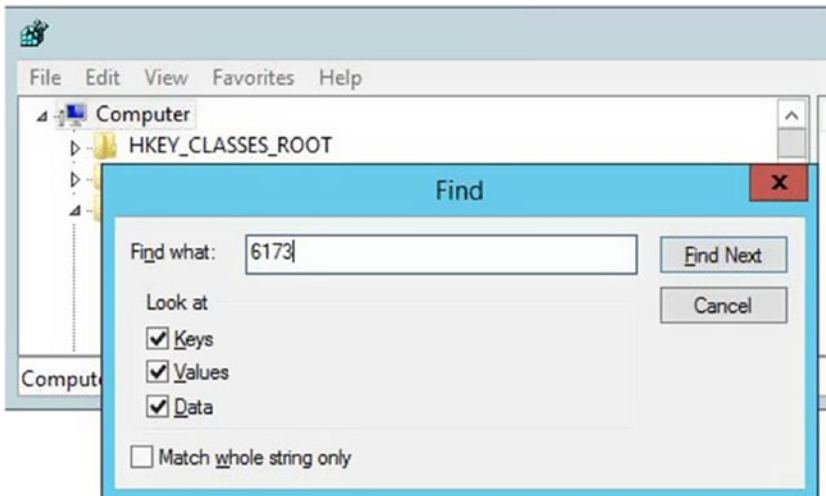 File Edit View Favorites Help
Computer
HKEY_CLASSES_ROOT
Find
x
Find what: 6173 Find Next
Look at Cancel
Keys
Values
Data
Match whole string only